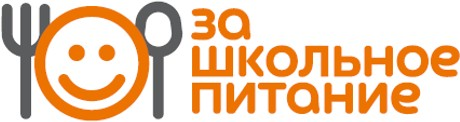 за
школьное
питание